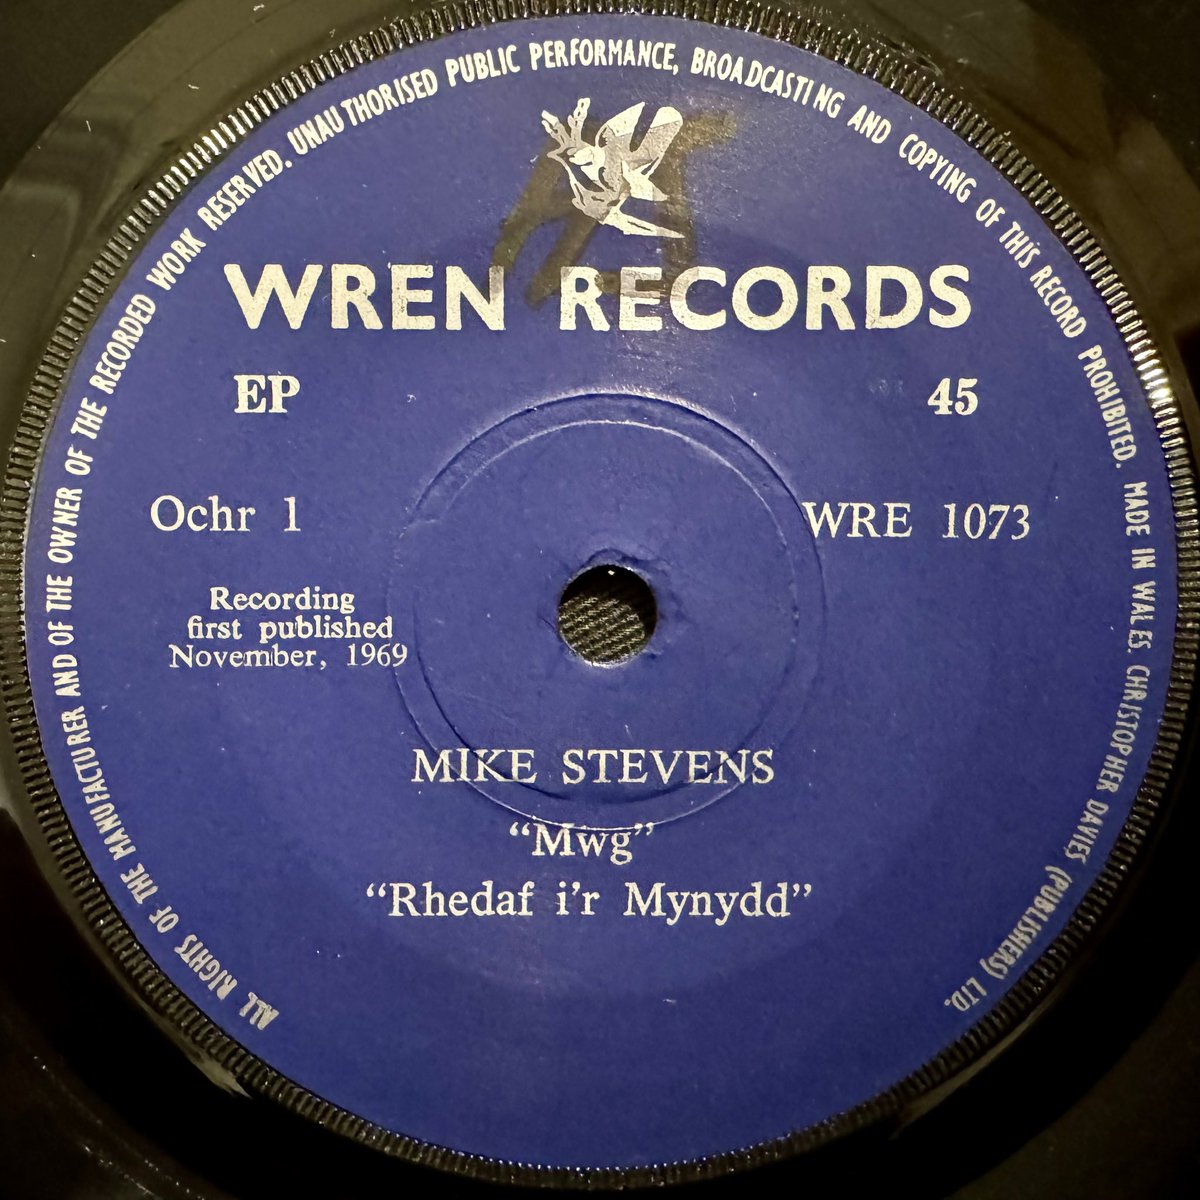 ALL RIGHTS OF THE MANUFACTURER AND OF THE OWNER OF THE RECORDED WORK RESERVED. UNAUTHORISED PUBLIC PERFORMANCE, BROADCASTING AND COPYING OF THIS RECORD PROHIBITED. MADE IN WALES. CHRISTOPHER DAVIES (PUBLISHERS) LTD.
WREN RECORDS
EP 45
Ochr 1 WRE 1073
Recording
first published
November, 1969
MIKE STEVENS
“Mwg”
“Rhedaf i'r Mynydd”